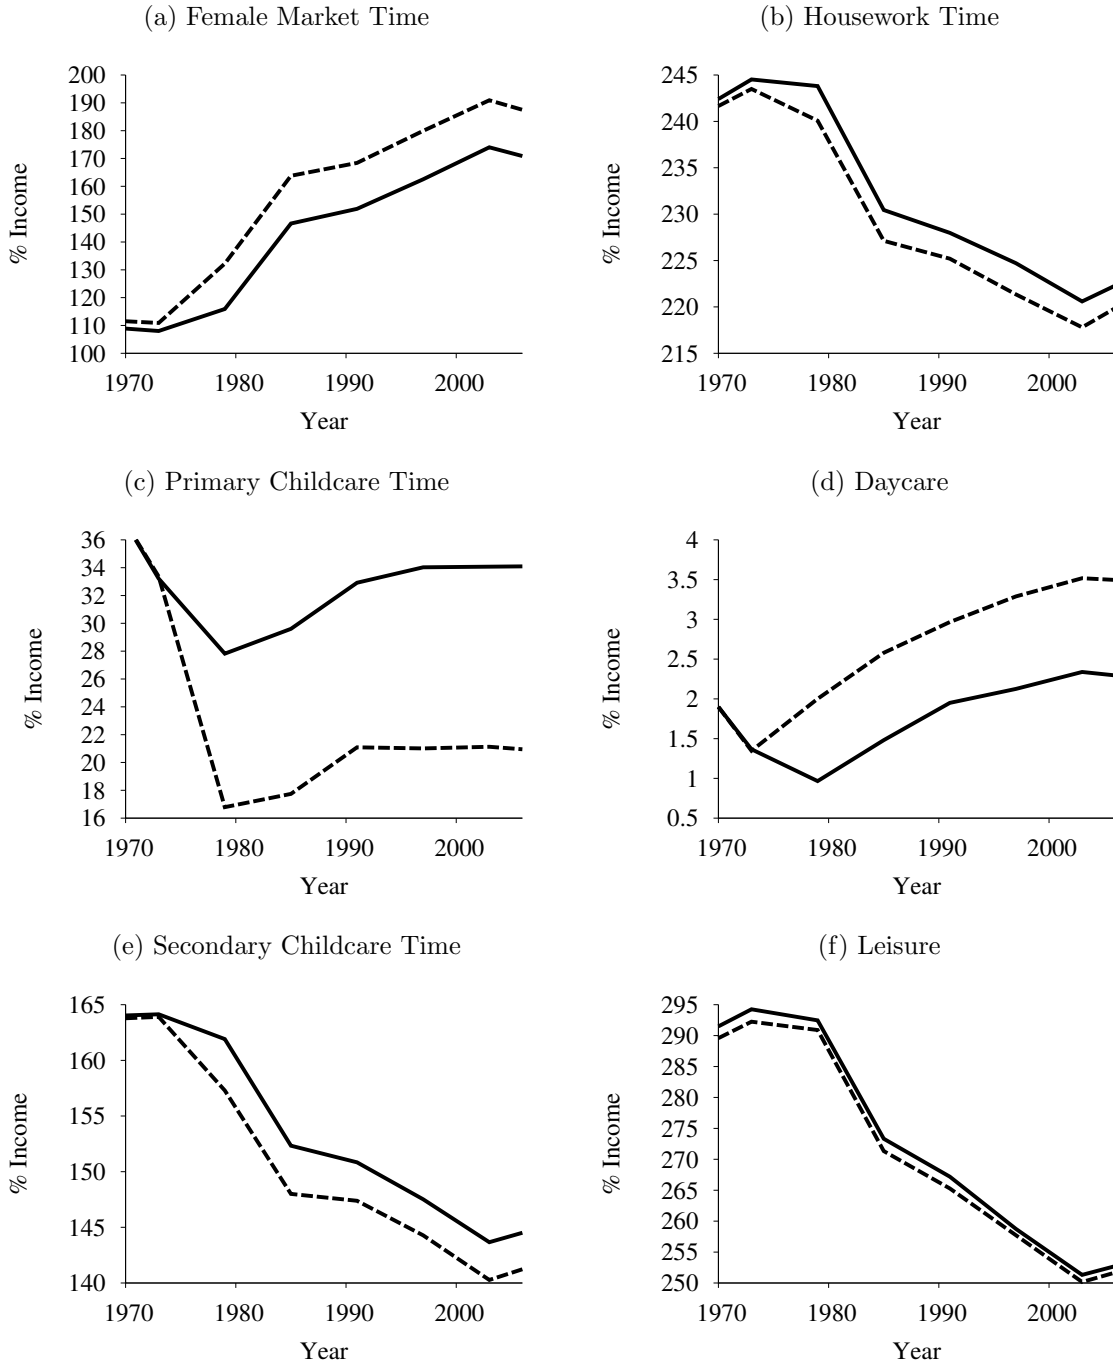 (a) Female Market Time
200
190
180
170
160
150
140
130
120
110
100
% Income
1970 1980 1990 2000
Year
(b) Housework Time
245
240
235
230
225
220
215
% Income
1970 1980 1990 2000
Year
(c) Primary Childcare Time
36
34
32
30
28
26
24
21
20
18
16
% Income
1970 1980 1990 2000
Year
(d) Daycare
4
3.5
3
2.5
2
1.5
1
0.5
% Income
1970 1980 1990 2000
Year
(e) Secondary Childcare Time
165
160
155
150
145
140
% Income
1970 1980 1990 2000
Year
(f) Leisure
295
290
285
280
275
270
265
260
255
250
% Income
1970 1980 1990 2000
Year